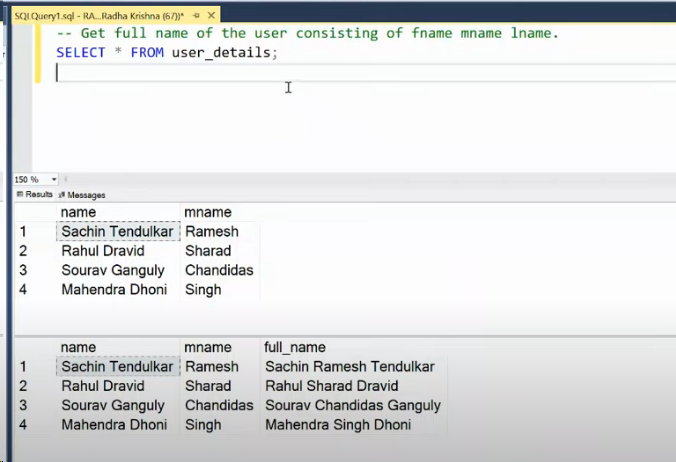 SQLQuery1.sql - RA...Radha Krishna (67))*
-- Get full name of the user consisting of fname mname lname.
SELECT * FROM user_details;
150 %
Results Messages
name mname
1 Sachin Tendulkar Ramesh
2 Rahul Dravid Sharad
3 Sourav Ganguly Chandidas
4 Mahendra Dhoni Singh
name mname full_name
1 Sachin Tendulkar Ramesh Sachin Ramesh Tendulkar
2 Rahul Dravid Sharad Rahul Sharad Dravid
3 Sourav Ganguly Chandidas Sourav Chandidas Ganguly
4 Mahendra Dhoni Singh Mahendra Singh Dhoni